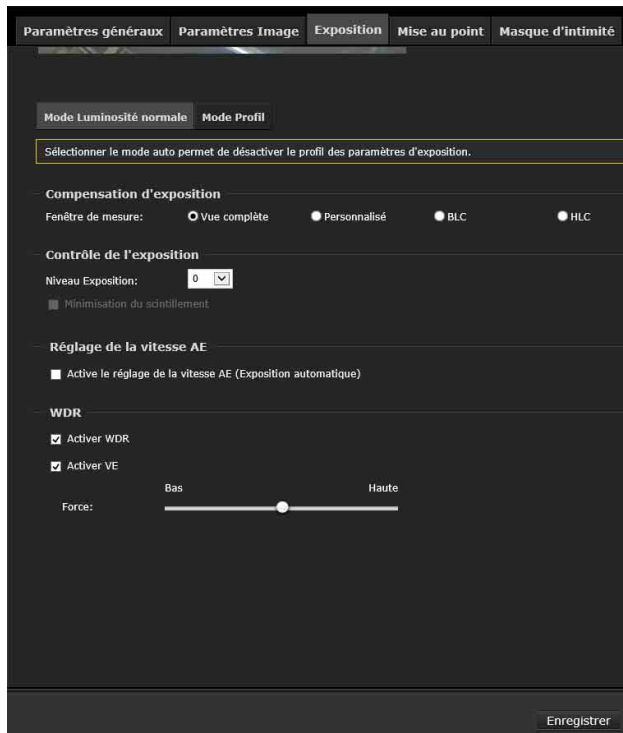 Paramètres généraux Paramètres Image Exposition Mise au point Masque d'intimité
Mode Luminosité normale Mode Profil
Sélectionner le mode auto permet de désactiver le profil des paramètres d'exposition.
Compensation d'exposition
Fenêtre de mesure: Vue complète Personnalisé BLC HLC
Contrôle de l'exposition
Niveau Exposition: 0
Minimisation du scintillement
Réglage de la vitesse AE
Active le réglage de la vitesse AE (Exposition automatique)
WDR
Activer WDR
Activer VE
Bas Haute
Force:
Enregistrer